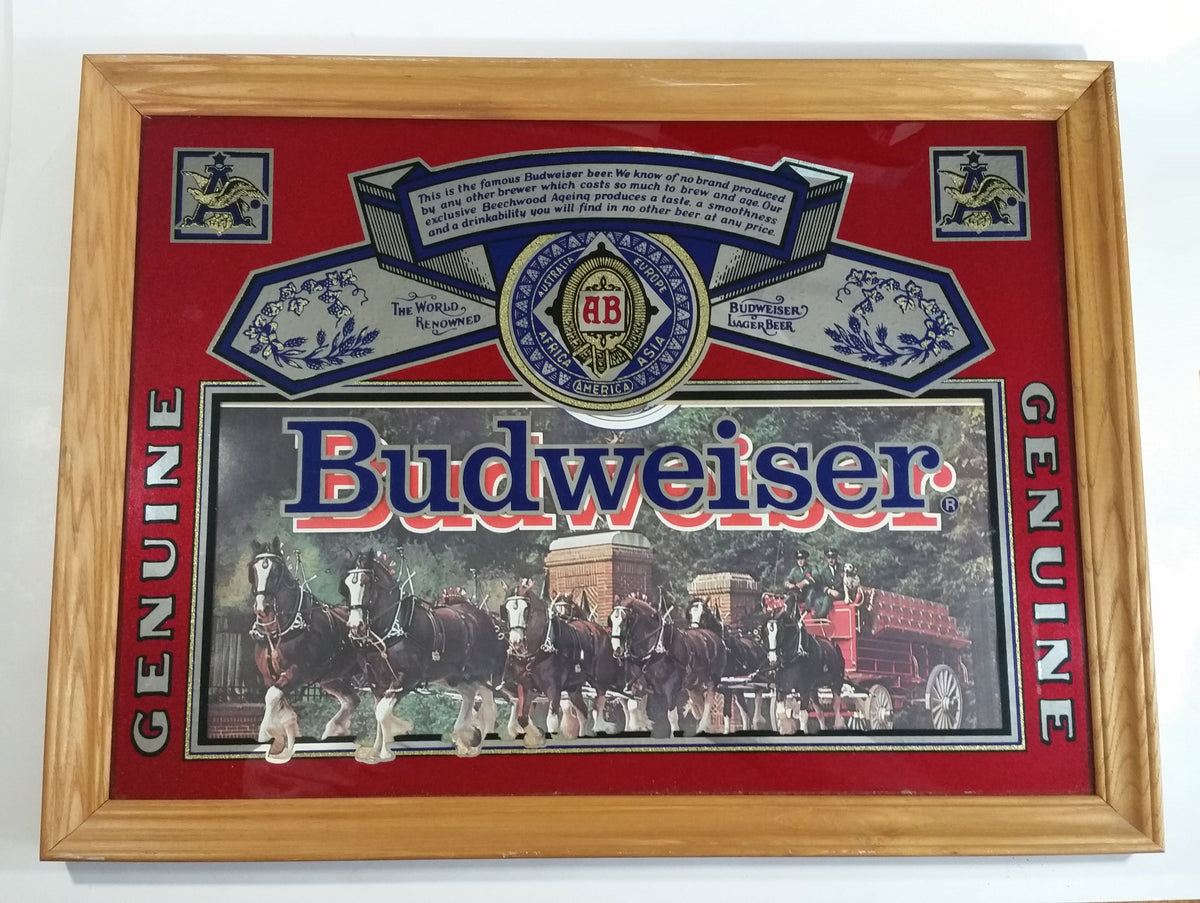 This is the famous Budweiser beer. We know of no brand produced
by any other brewer which costs so much to brew and age. Our
exclusive Beechwood Ageing produces a taste, a smoothness
and a drinkability you will find in no other beer at any price.
A
A
THE WORLD
RENOWNED
BUDWEISER
LAGER BEER
AUSTRALIA
EUROPE
AB
AFRICA
ASIA
AMERICA
GENUINE
GENUINE
Budweiser®
Budweiser